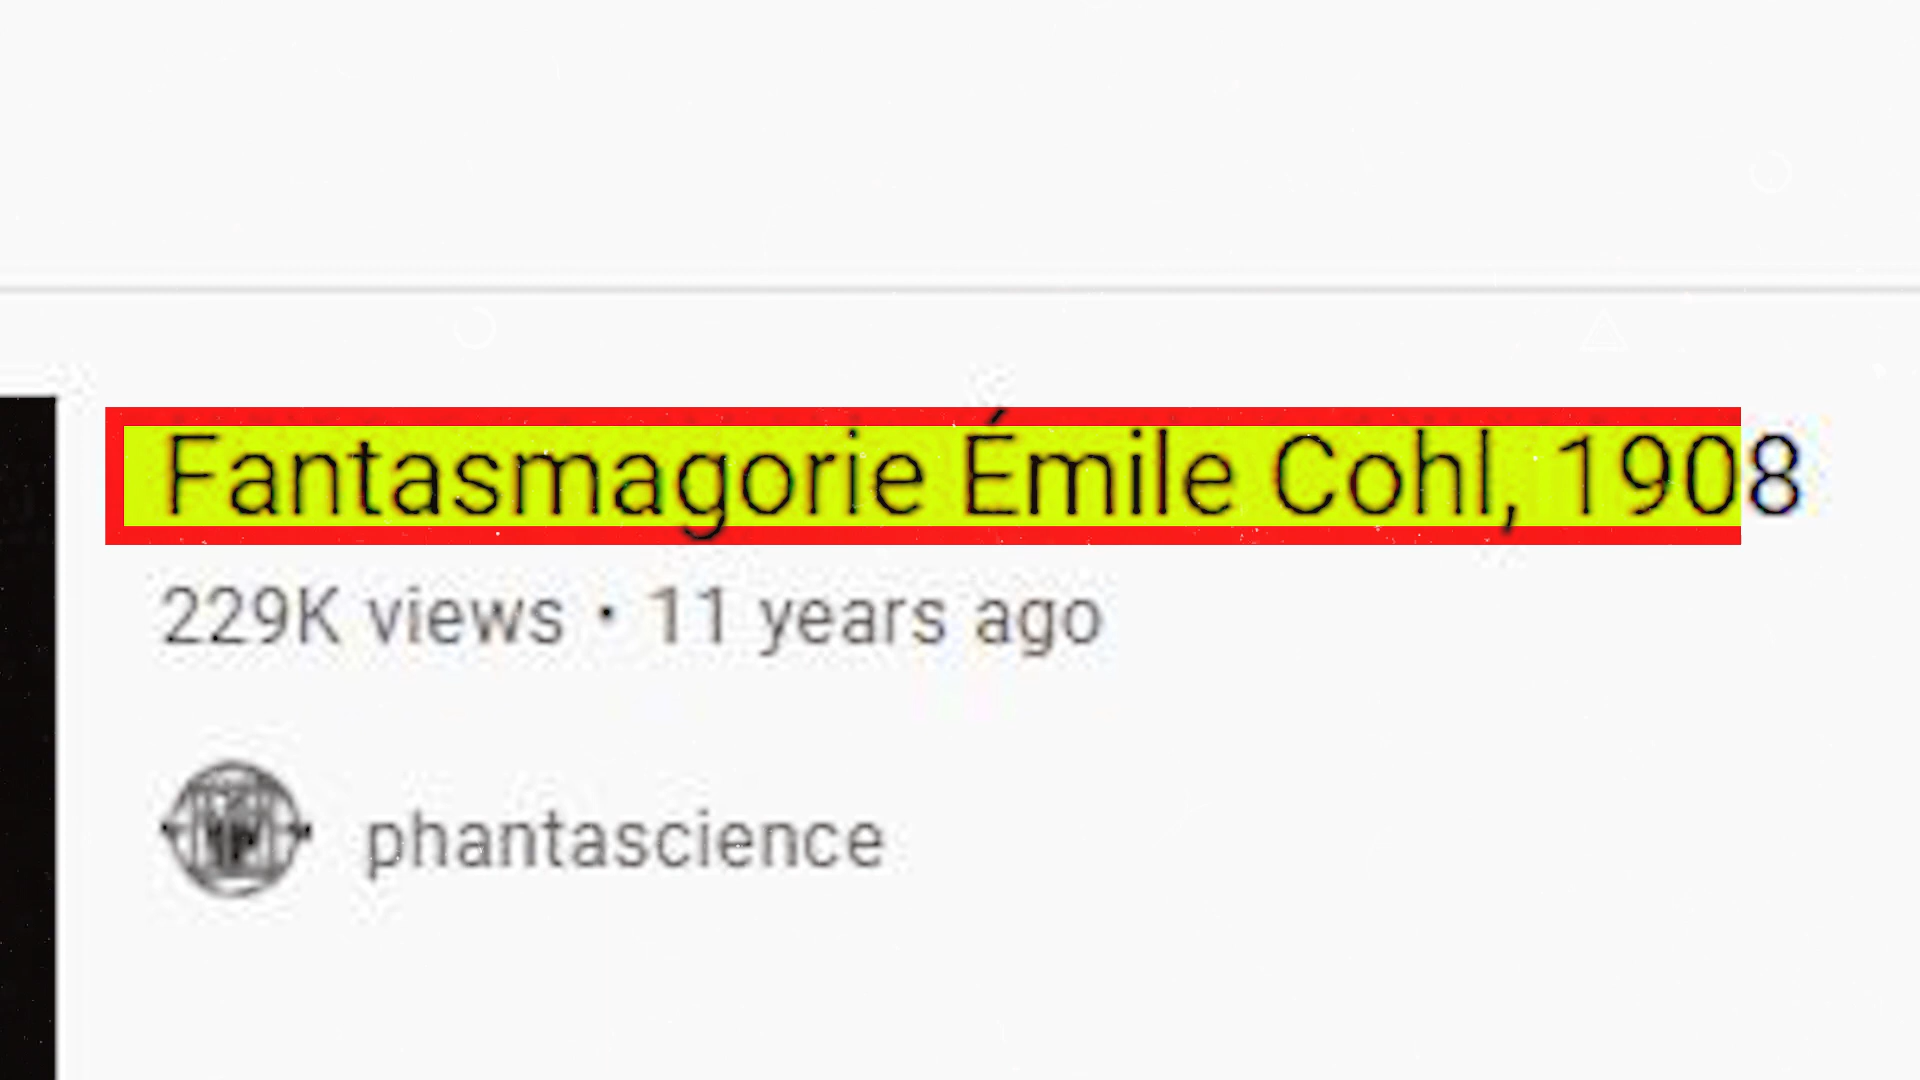 Fantasmagorie Émile Cohl, 1908
229K views • 11 years ago
phantascience